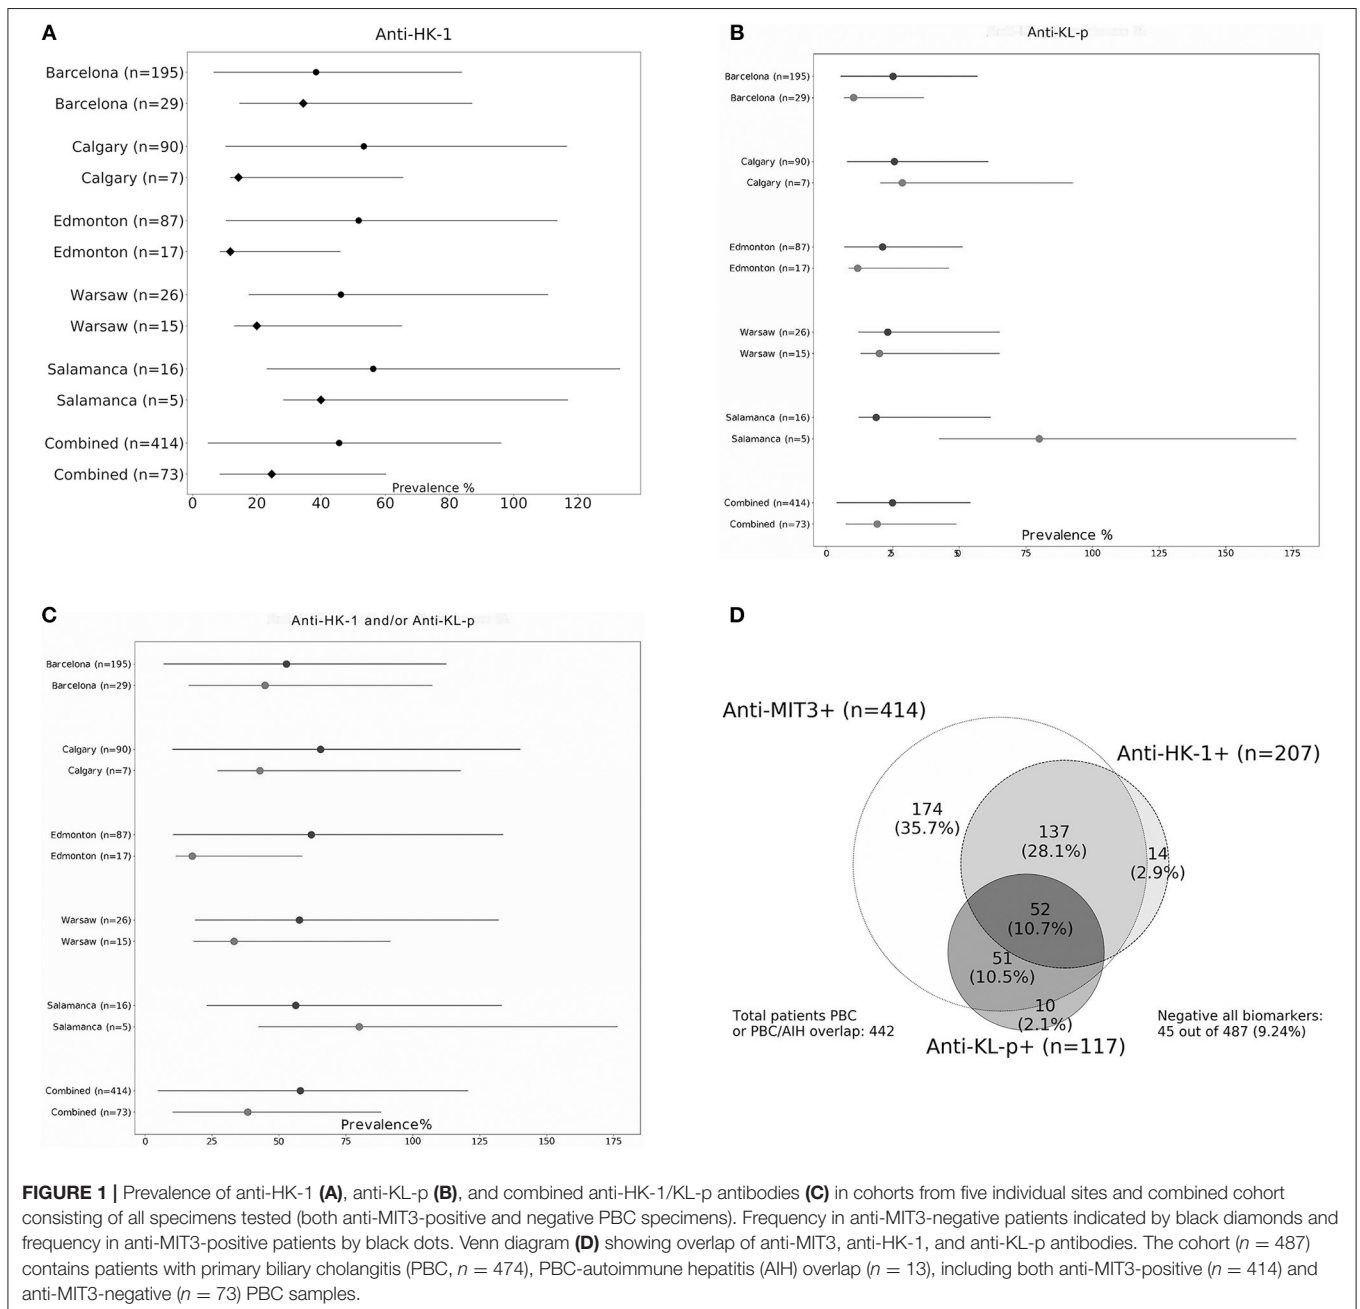 A
Anti-HK-1
Barcelona (n=195)
Barcelona (n=29)
Calgary (n=90)
Calgary (n=7)
Edmonton (n=87)
Edmonton (n=17)
Warsaw (n=26)
Warsaw (n=15)
Salamanca (n=16)
Salamanca (n=5)
Combined (n=414)
Combined (n=73)
Prevalence %
0 20 40 60 80 100 120
B
Anti-KL-p
Barcelona (n=195)
Barcelona (n=29)
Calgary (n=90)
Calgary (n=7)
Edmonton (n=87)
Edmonton (n=17)
Warsaw (n=26)
Warsaw (n=15)
Salamanca (n=16)
Salamanca (n=5)
Combined (n=414)
Combined (n=73)
Prevalence %
0 25 50 75 100 125 150 175
C
Anti-HK-1 and/or Anti-KL-p
Barcelona (n=195)
Barcelona (n=29)
Calgary (n=90)
Calgary (n=7)
Edmonton (n=87)
Edmonton (n=17)
Warsaw (n=26)
Warsaw (n=15)
Salamanca (n=16)
Salamanca (n=5)
Combined (n=414)
Combined (n=73)
Prevalence%
0 25 50 75 100 125 150 175
D
Anti-MIT3+ (n=414)
Anti-HK-1+ (n=207)
174
(35.7%)
137
(28.1%)
14
(2.9%)
52
(10.7%)
51
(10.5%)
10
(2.1%)
Total patients PBC
or PBC/AIH overlap: 442
Negative all biomarkers:
45 out of 487 (9.24%)
Anti-KL-p+ (n=117)
FIGURE 1 | Prevalence of anti-HK-1 (A), anti-KL-p (B), and combined anti-HK-1/KL-p antibodies (C) in cohorts from five individual sites and combined cohort
consisting of all specimens tested (both anti-MIT3-positive and negative PBC specimens). Frequency in anti-MIT3-negative patients indicated by black diamonds and
frequency in anti-MIT3-positive patients by black dots. Venn diagram (D) showing overlap of anti-MIT3, anti-HK-1, and anti-KL-p antibodies. The cohort (n = 487)
contains patients with primary biliary cholangitis (PBC, n = 474), PBC-autoimmune hepatitis (AIH) overlap (n = 13), including both anti-MIT3-positive (n = 414) and
anti-MIT3-negative (n = 73) PBC samples.